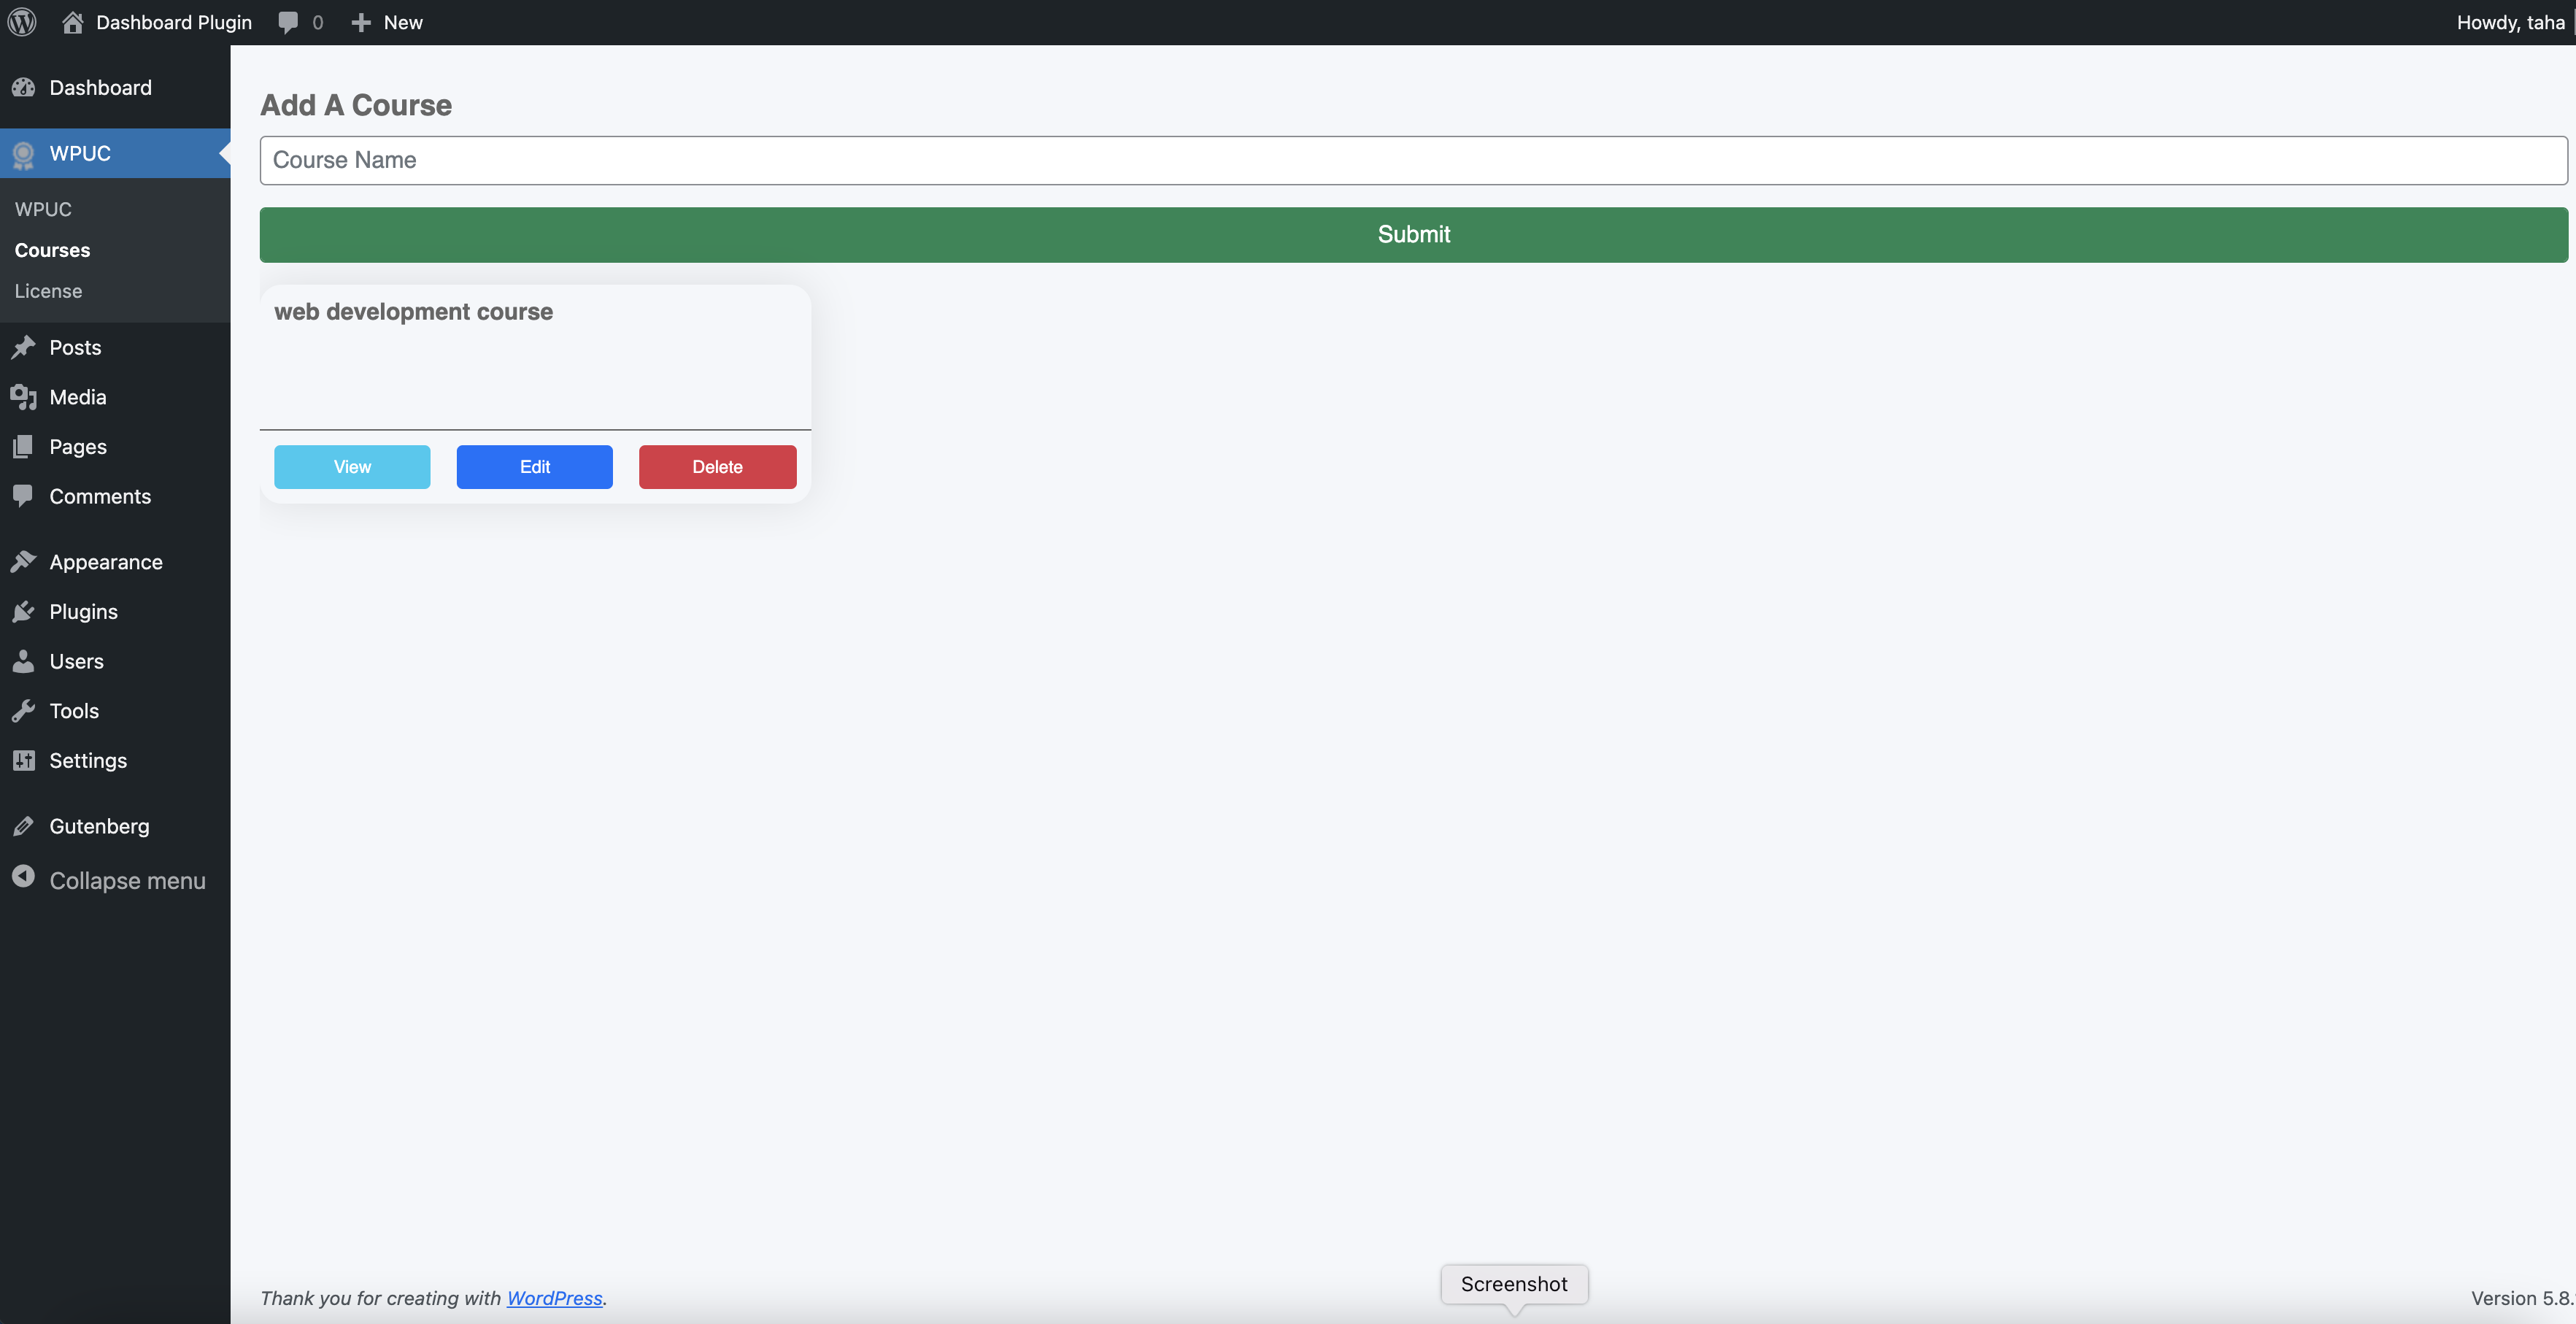 Dashboard Plugin 0 New Howdy, taha
Dashboard
WPUC
WPUC
Courses
License
Posts
Media
Pages
Comments
Appearance
Plugins
Users
Tools
Settings
Gutenberg
Collapse menu
Add A Course
Course Name
Submit
web development course
View Edit Delete
Thank you for creating with WordPress.
Screenshot
Version 5.8.